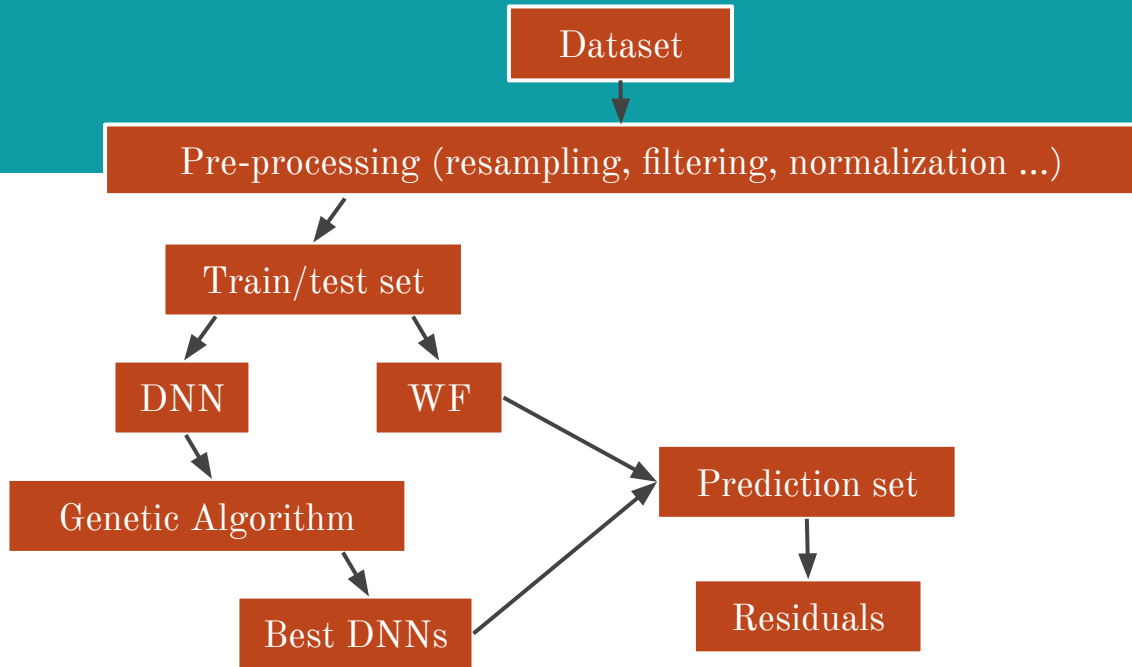 Dataset
Pre-processing (resampling, filtering, normalization ...)
Train/test set
DNN
WF
Prediction set
Genetic Algorithm
Residuals
Best DNNs